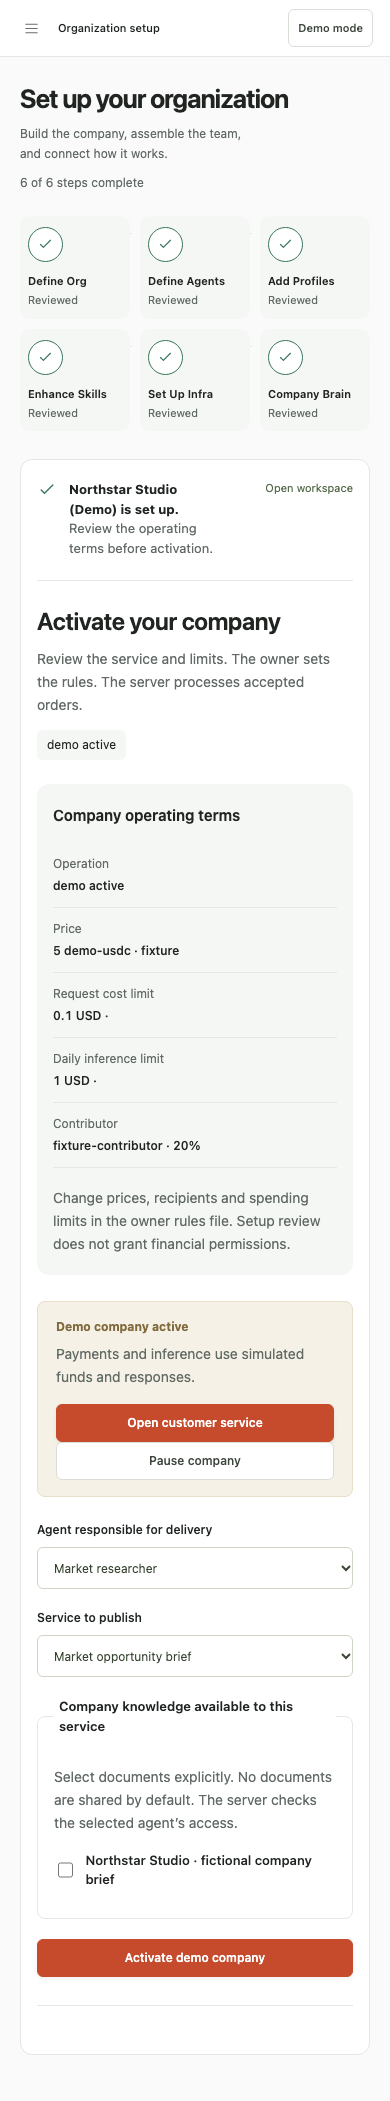 Organization setup
Demo mode
Set up your organization
Build the company, assemble the team,
and connect how it works.
6 of 6 steps complete
Define Org
Reviewed
Define Agents
Reviewed
Add Profiles
Reviewed
Enhance Skills
Reviewed
Set Up Infra
Reviewed
Company Brain
Reviewed
Northstar Studio
(Demo) is set up.
Review the operating
terms before activation.
Open workspace
Activate your company
Review the service and limits. The owner sets
the rules. The server processes accepted
orders.
demo active
Company operating terms
Operation
demo active
Price
5 demo-usdc · fixture
Request cost limit
0.1 USD ·
Daily inference limit
1 USD ·
Contributor
fixture-contributor · 20%
Change prices, recipients and spending
limits in the owner rules file. Setup review
does not grant financial permissions.
Demo company active
Payments and inference use simulated
funds and responses.
Open customer service
Pause company
Agent responsible for delivery
Market researcher
Service to publish
Market opportunity brief
Company knowledge available to this
service
Select documents explicitly. No documents
are shared by default. The server checks
the selected agent's access.
Northstar Studio · fictional company
brief
Activate demo company